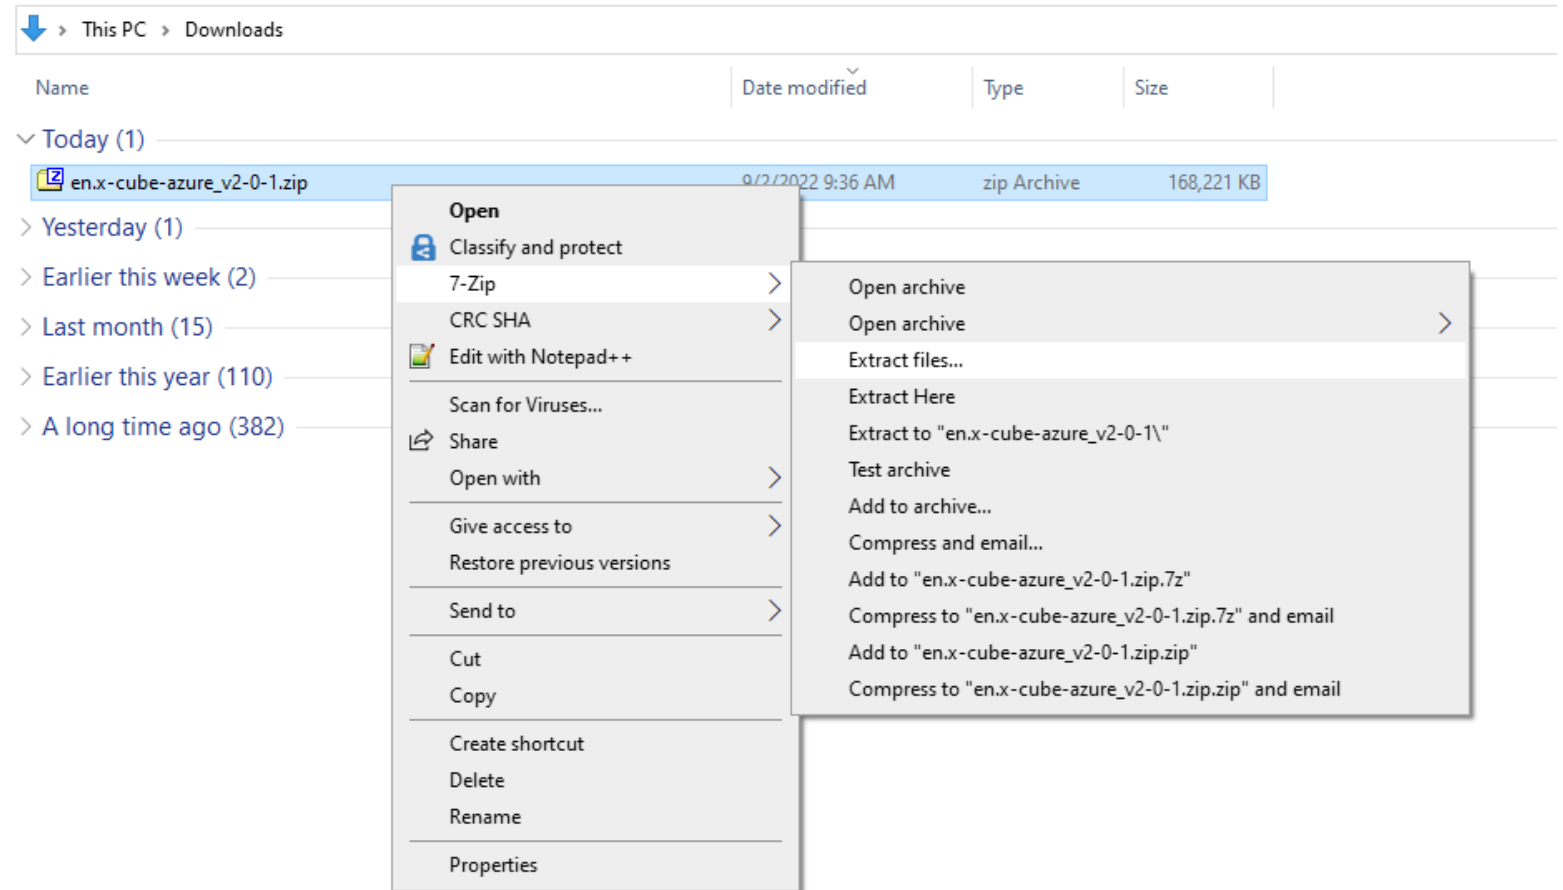 This PC > Downloads
Name Date modified Type Size
Today (1)
en.x-cube-azure_v2-0-1.zip 9/2/2022 9:36 AM zip Archive 168,221 KB
Yesterday (1)
Earlier this week (2)
Last month (15)
Earlier this year (110)
A long time ago (382)
Open
Classify and protect
7-Zip
CRC SHA
Edit with Notepad++
Scan for Viruses...
Share
Open with
Give access to
Restore previous versions
Send to
Cut
Copy
Create shortcut
Delete
Rename
Properties
Open archive
Open archive
Extract files...
Extract Here
Extract to "en.x-cube-azure_v2-0-1\"
Test archive
Add to archive...
Compress and email...
Add to "en.x-cube-azure_v2-0-1.zip.7z"
Compress to "en.x-cube-azure_v2-0-1.zip.7z" and email
Add to "en.x-cube-azure_v2-0-1.zip.zip"
Compress to "en.x-cube-azure_v2-0-1.zip.zip" and email